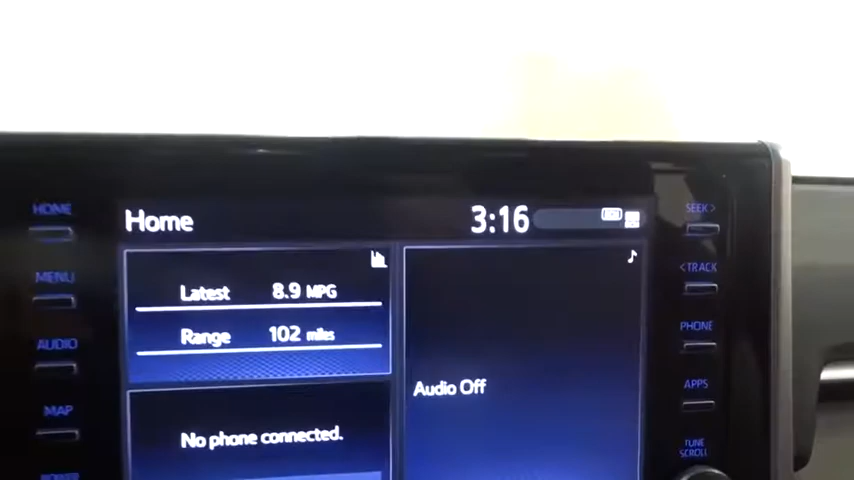 HOME
MENU
AUDIO
MAP
Home
3:16
Latest 8.9 MPG
Range 102 miles
No phone connected.
Audio Off
SEEK >
< TRACK
PHONE
APPS
TUNE
SCROLL